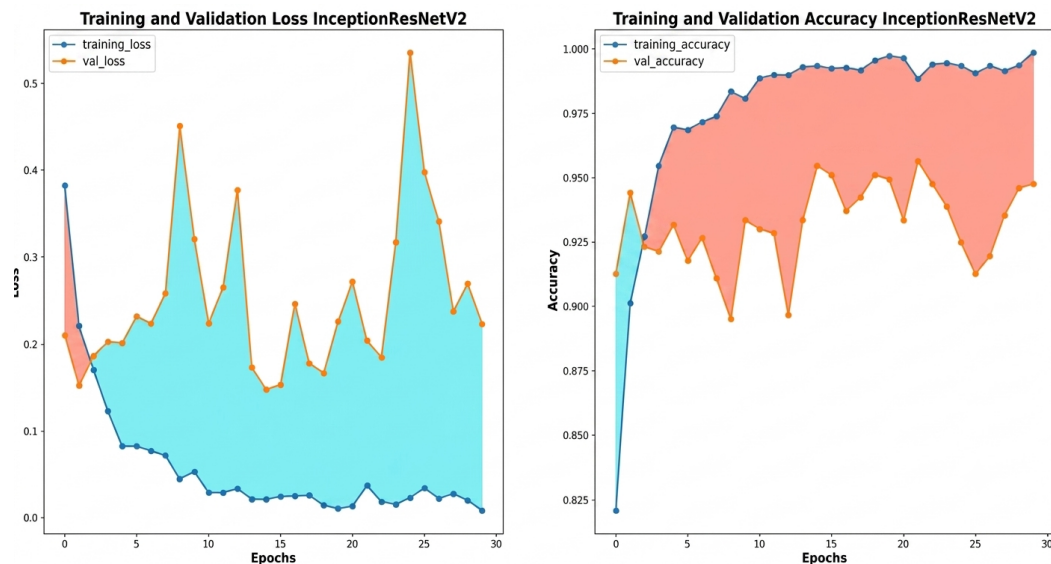 Training and Validation Loss InceptionResNetV2
training_loss
val_loss
0.5
0.4
0.3
0.2
0.1
0.0
Loss
0
5
10
15
20
25
30
Epochs
Training and Validation Accuracy InceptionResNetV2
training_accuracy
val_accuracy
1.000
0.975
0.950
0.925
0.900
0.875
0.850
0.825
Accuracy
0
5
10
15
20
25
30
Epochs